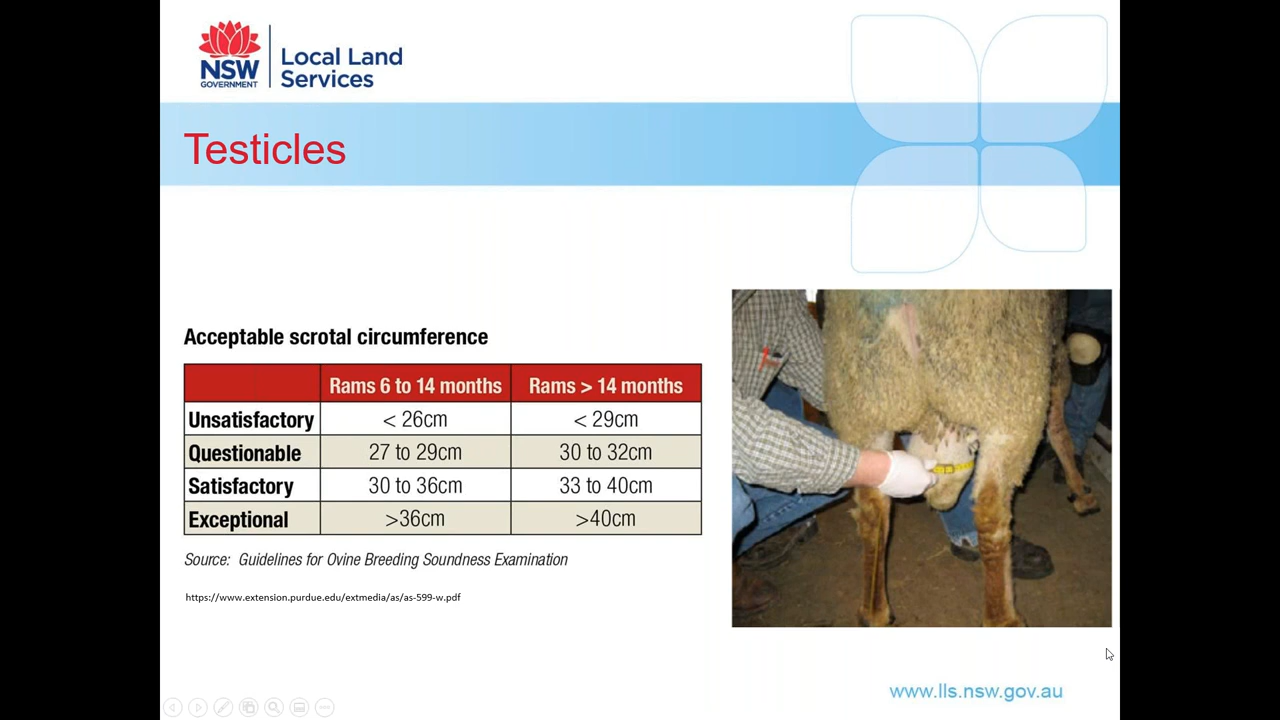 NSW
GOVERNMENT
Local Land
Services
Testicles
Acceptable scrotal circumference
Rams 6 to 14 months Rams > 14 months
Unsatisfactory < 26cm < 29cm
Questionable 27 to 29cm 30 to 32cm
Satisfactory 30 to 36cm 33 to 40cm
Exceptional >36cm >40cm
Source: Guidelines for Ovine Breeding Soundness Examination
https://www.extension.purdue.edu/extmedia/as/as-599-w.pdf
www.lls.nsw.gov.au